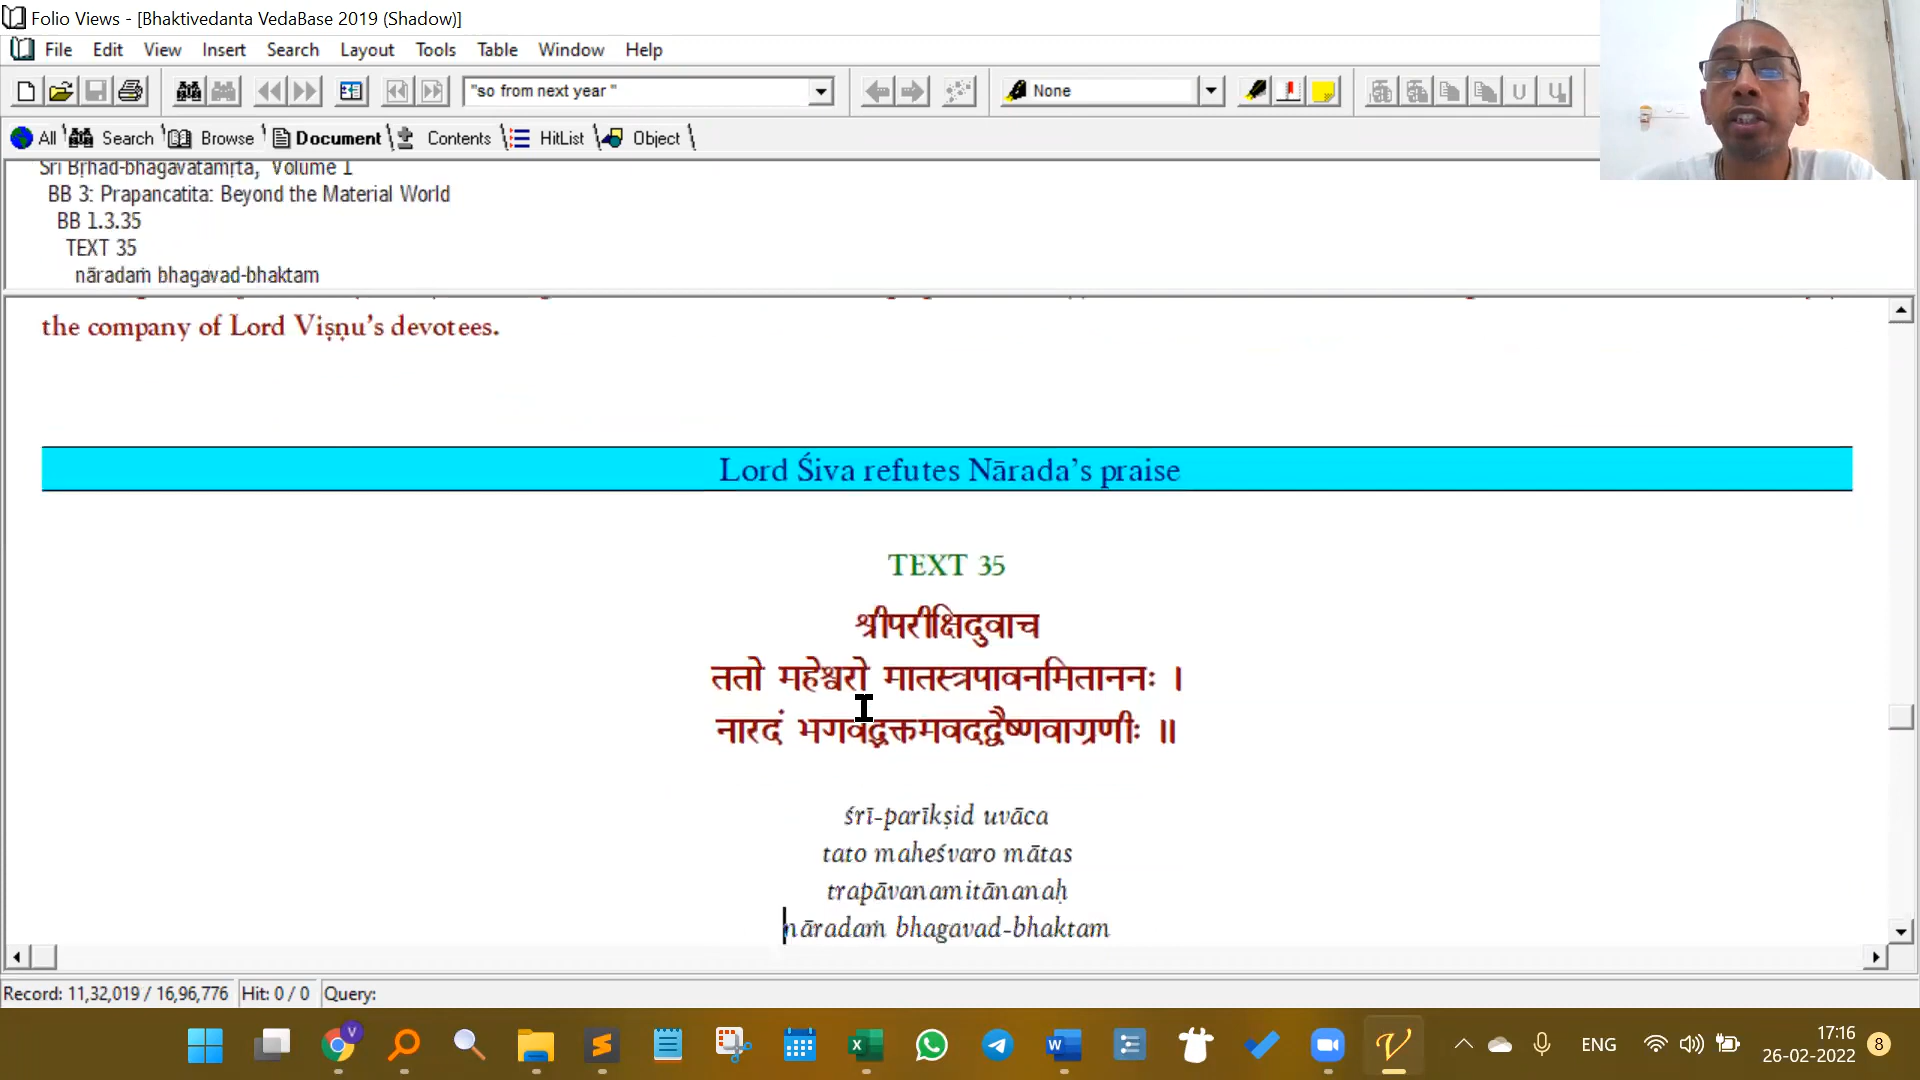 Folio Views - [Bhaktivedanta VedaBase 2019 (Shadow)]
File Edit View Insert Search Layout Tools Table Window Help
"so from next year " None
All Search Browse Document Contents HitList Object
Śrī Bṛhad-bhāgavatāmṛta, Volume 1
BB 3: Prapancatita: Beyond the Material World
BB 1.3.35
TEXT 35
nāradaṁ bhagavad-bhaktam
the company of Lord Viṣṇu’s devotees.
Lord Śiva refutes Nārada’s praise
TEXT 35
श्रीपरीक्षिदुवाच
ततो महेश्वरो मातस्त्रपावनमिताननः ।
नारदं भगवद्भक्तमवदद्वैष्णवाग्रणीः ॥
śrī-parīkṣid uvāca
tato maheśvaro mātas
trapāvanamitānanaḥ
nāradaṁ bhagavad-bhaktam
Record: 11,32,019 / 16,96,776 Hit: 0 / 0 Query:
ENG 17:16 8
26-02-2022